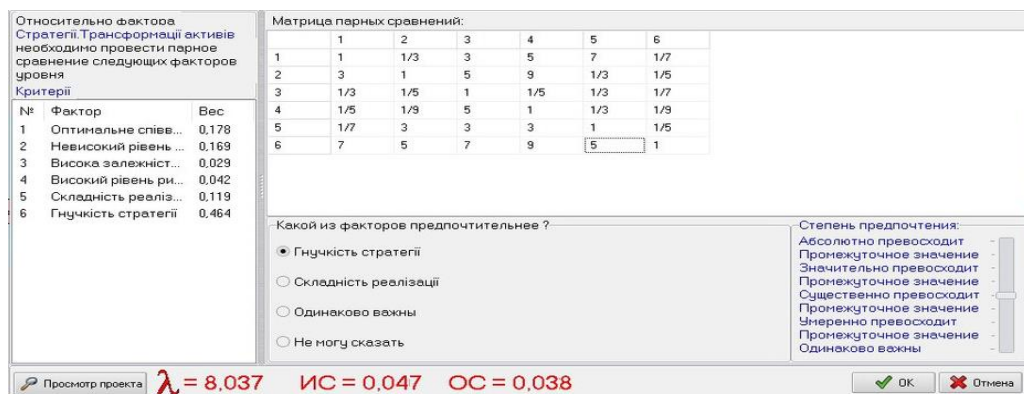 Относительно фактора
Стратегії.Трансформації активів
необходимо провести парное
сравнение следующих факторов
уровня
Критерії
№ Фактор Вес
1 Оптимальне співв... 0,178
2 Невисокий рівень ... 0,169
3 Висока залежніст... 0,029
4 Високий рівень ри... 0,042
5 Складність реаліз... 0,119
6 Гнучкість стратегії 0,464
Матрица парных сравнений:
1 2 3 4 5 6
1 1 1/3 3 5 7 1/7
2 3 1 5 9 1/3 1/5
3 1/3 1/5 1 1/5 1/3 1/7
4 1/5 1/9 5 1 1/3 1/9
5 1/7 3 3 3 1 1/5
6 7 5 7 9 5 1
Какой из факторов предпочтительнее ?
Гнучкість стратегії
Складність реалізації
Одинаково важны
Не могу сказать
Степень предпочтения:
Абсолютно превосходит
Промежуточное значение
Значительно превосходит
Промежуточное значение
Существенно превосходит
Промежуточное значение
Умеренно превосходит
Промежуточное значение
Одинаково важны
Просмотр проекта λ = 8,037 ИС = 0,047 ОС = 0,038 OK Отмена